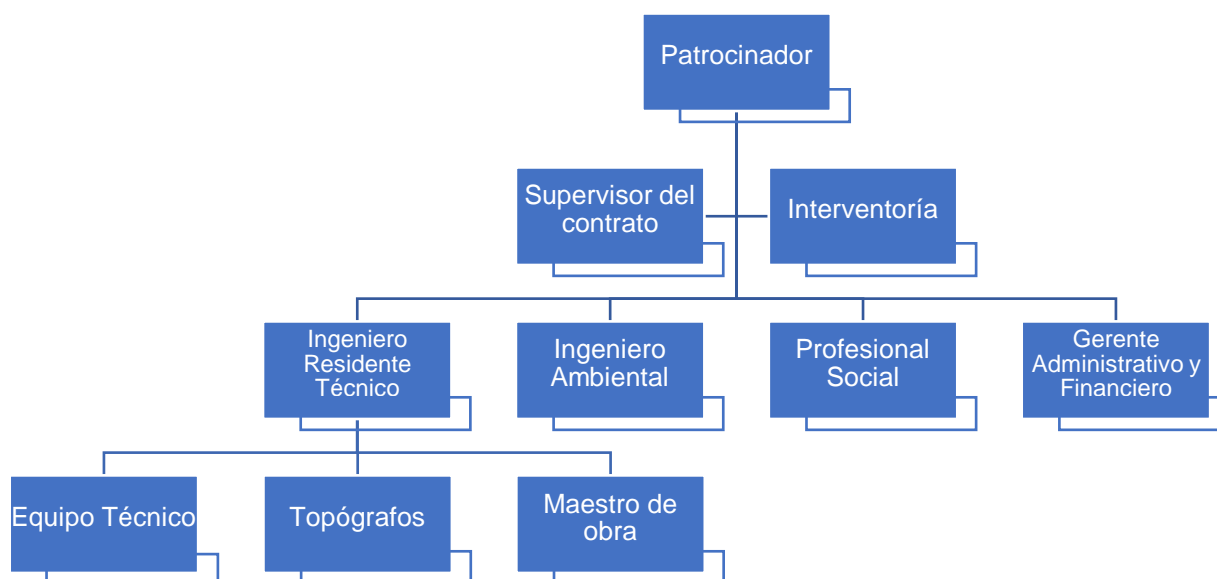 Patrocinador
Supervisor del
contrato
Interventoría
Ingeniero
Residente
Técnico
Ingeniero
Ambiental
Profesional
Social
Gerente
Administrativo y
Financiero
Equipo Técnico
Topógrafos
Maestro de
obra